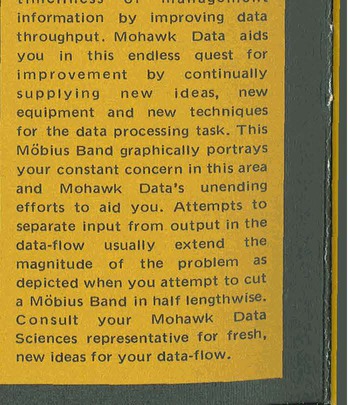 timeliness of management
information by improving data
throughput. Mohawk Data aids
you in this endless quest for
improvement by continually
supplying new ideas, new
equipment and new techniques
for the data processing task. This
Möbius Band graphically portrays
your constant concern in this area
and Mohawk Data's unending
efforts to aid you. Attempts to
separate input from output in the
data-flow usually extend the
magnitude of the problem as
depicted when you attempt to cut
a Möbius Band in half lengthwise.
Consult your Mohawk Data
Sciences representative for fresh,
new ideas for your data-flow.